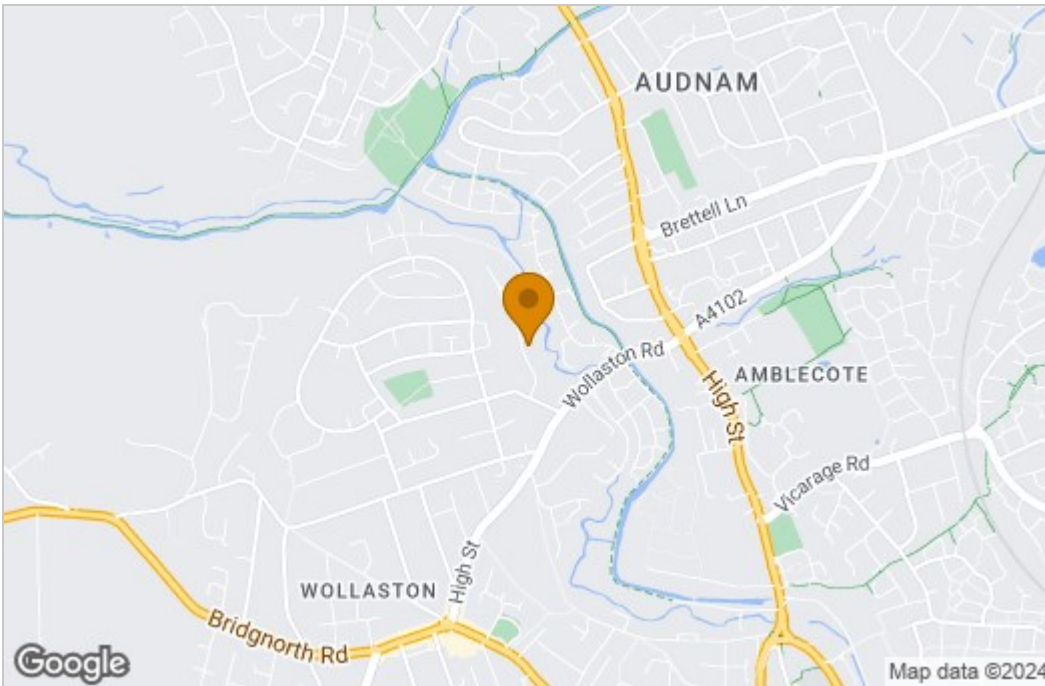 AUDNAM
Brettell Ln
A4102
Wollaston Rd
AMBLECOTE
High St
Vicarage Rd
WOLLASTON
High St
Bridgnorth Rd
Google
Map data ©2024